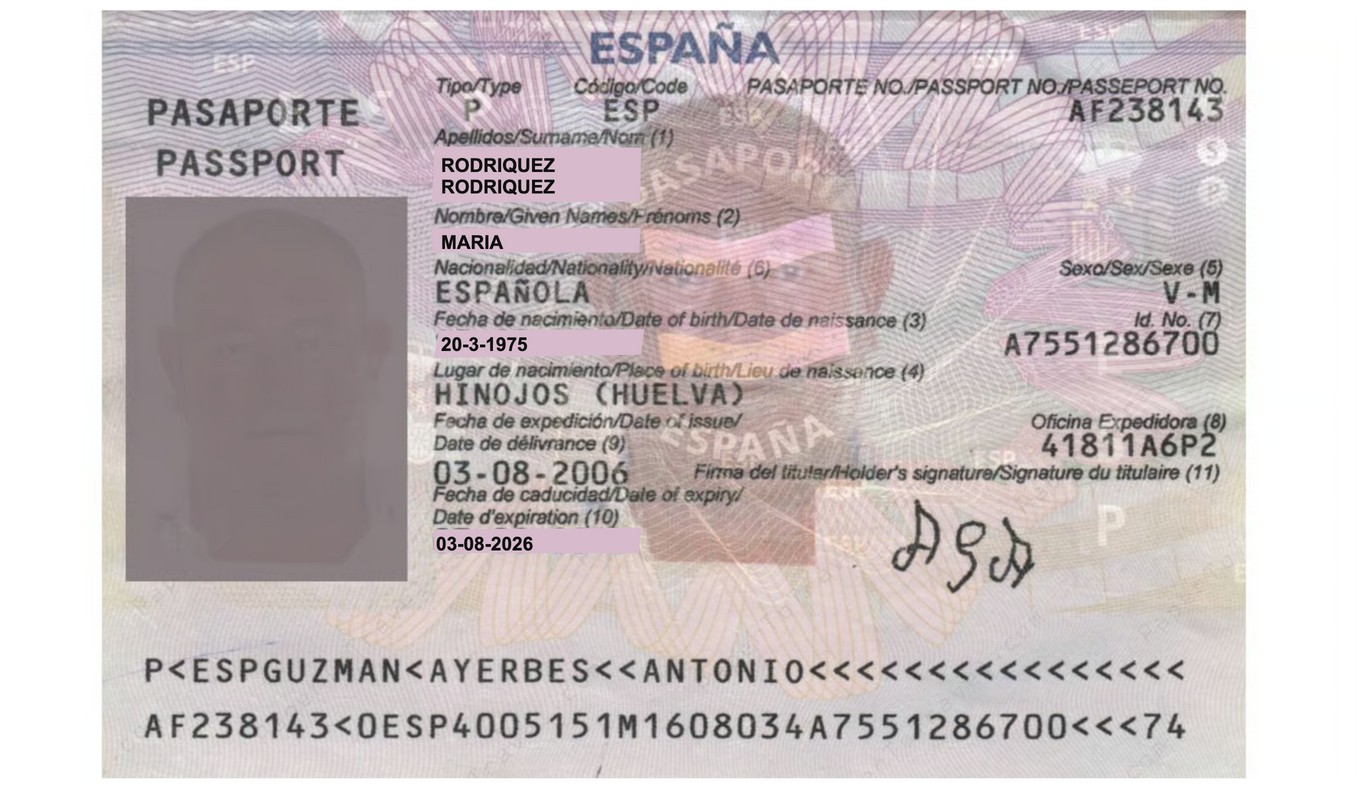 ESPAÑA
PASAPORTE
PASSPORT
Tipo/Type Código/Code PASAPORTE NO./PASSPORT NO./PASSEPORT NO.
P ESP AF238143
Apellidos/Surname/Nom (1)
RODRIQUEZ
RODRIQUEZ
Nombre/Given Names/Prénoms (2)
MARIA
Nacionalidad/Nationality/Nationalité (6) Sexo/Sex/Sexe (5)
ESPAÑOLA V-M
Fecha de nacimiento/Date of birth/Date de naissance (3) Id. No. (7)
20-3-1975 A7551286700
Lugar de nacimiento/Place of birth/Lieu de naissance (4)
HINOJOS (HUELVA)
Fecha de expedición/Date of issue/ Oficina Expedidora (8)
Date de délivrance (9) 41811A6P2
03-08-2006 Firma del titular/Holder's signature/Signature du titulaire (11)
Fecha de caducidad/Date of expiry/
Date d'expiration (10)
03-08-2026
P<ESPGUZMAN<AYERBES<<ANTONIO<<<<<<<<<<<<<<<<
AF238143<0ESP4005151M1608034A7551286700<<<74